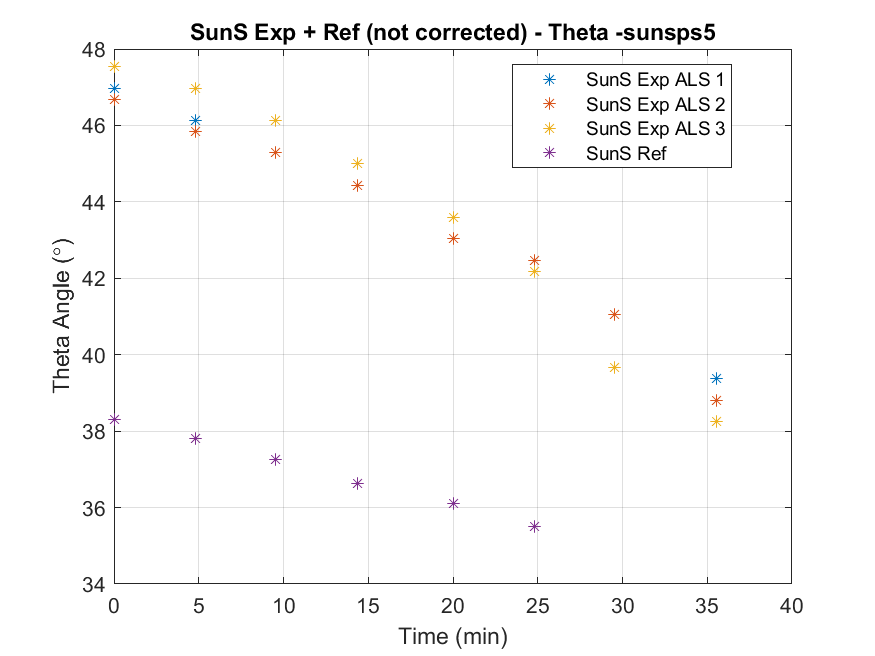 SunS Exp + Ref (not corrected) - Theta -sunsps5
48
46
44
42
40
38
36
34
Theta Angle (°)
SunS Exp ALS 1
SunS Exp ALS 2
SunS Exp ALS 3
SunS Ref
0 5 10 15 20 25 30 35 40
Time (min)